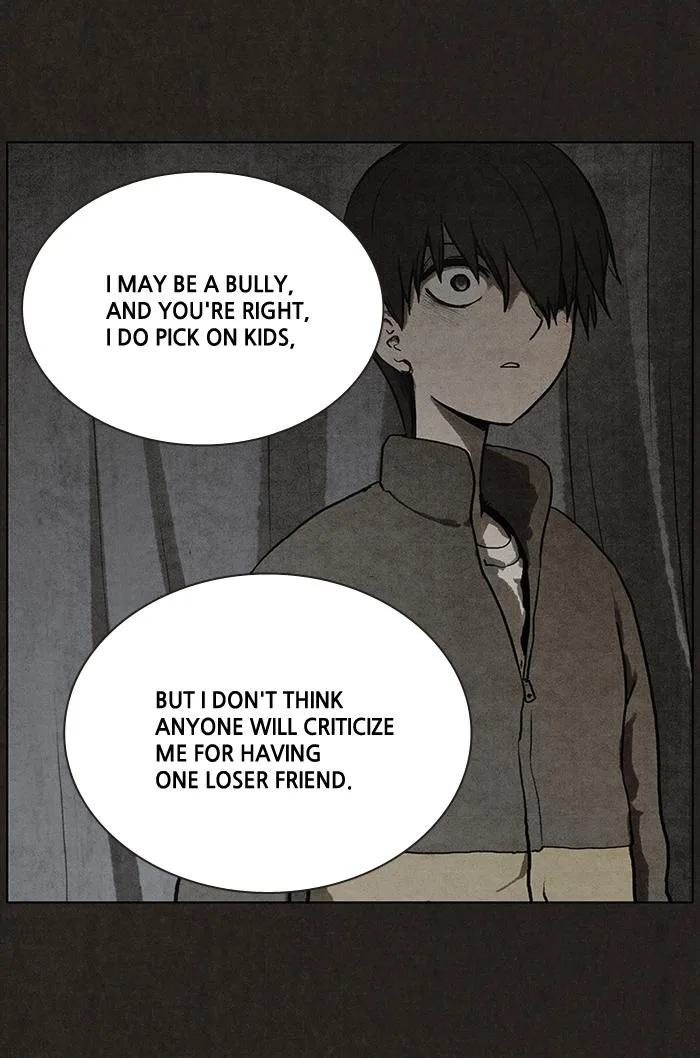 I MAY BE A BULLY,
AND YOU'RE RIGHT,
I DO PICK ON KIDS,
BUT I DON'T THINK
ANYONE WILL CRITICIZE
ME FOR HAVING
ONE LOSER FRIEND.